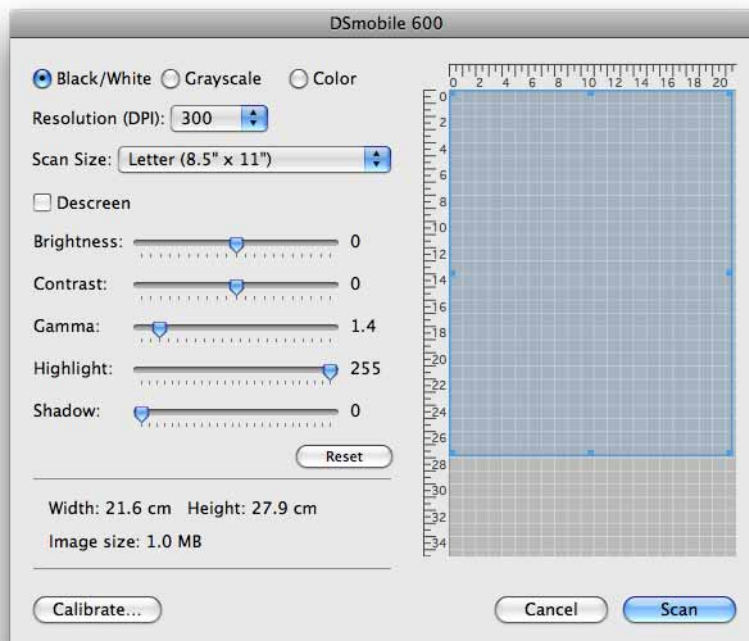 DSmobile 600
Black/White Grayscale Color
Resolution (DPI): 300
Scan Size: Letter (8.5" x 11")
Descreen
Brightness: 0
Contrast: 0
Gamma: 1.4
Highlight: 255
Shadow: 0
Reset
Width: 21.6 cm Height: 27.9 cm
Image size: 1.0 MB
Calibrate...
0 2 4 6 8 10 12 14 16 18 20
0
2
4
6
8
10
12
14
16
18
20
22
24
26
28
30
32
34
Cancel Scan